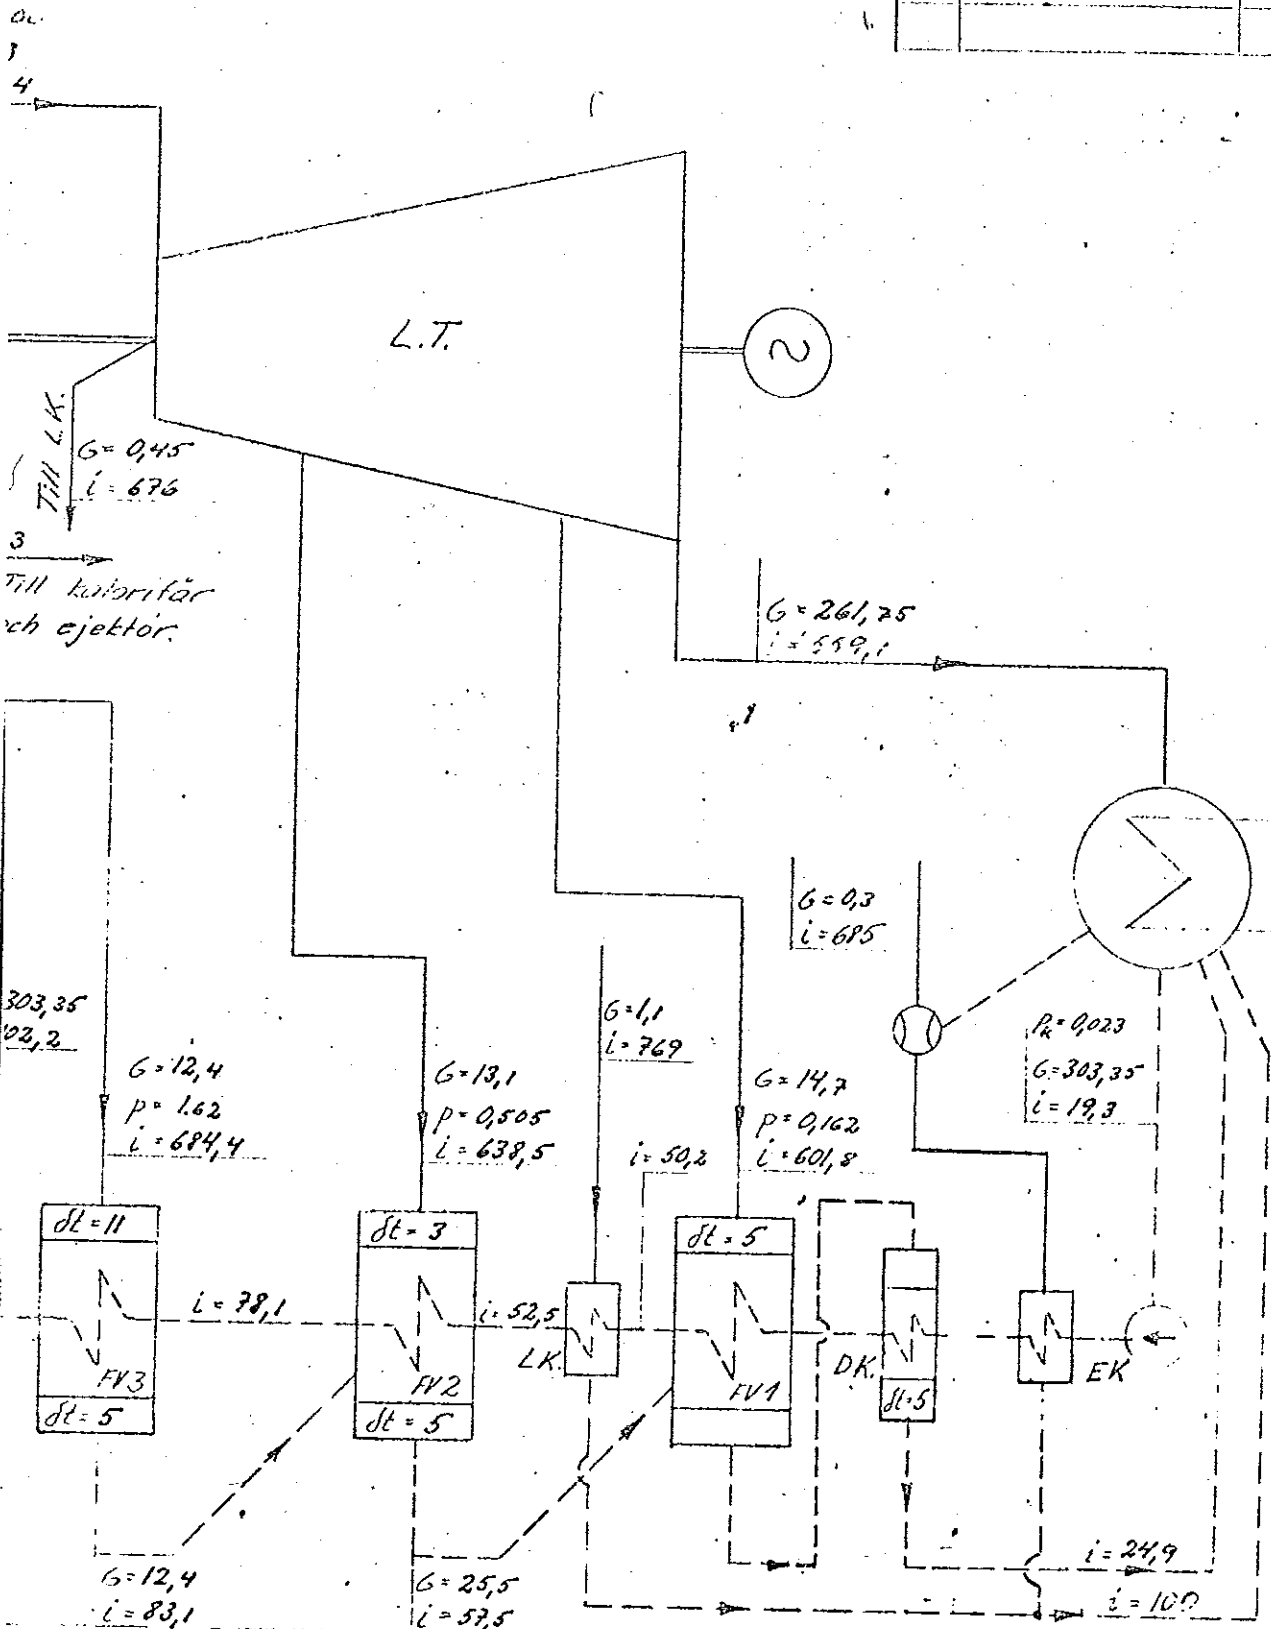 4
L.T.
Till L.K.
G=0,45
i=676
3
Till kalorifär
och ejektor.
G=261,75
i=559,1
G=0,3
i=685
303,35
02,2
G=12,4
p=1.62
i=684,4
G=13,1
p=0,505
i=638,5
G=1,1
i=769
i=50,2
G=14,7
p=0,162
i=601,8
Pk=0,023
G=303,35
i=19,3
δt=11
δt=3
δt=5
i=78,1
i=52,5
LK.
DK.
EK
FV3
FV2
FV1
δt=5
δt=5
δt=5
G=12,4
i=83,1
G=25,5
i=57,5
i=24,9
i=100